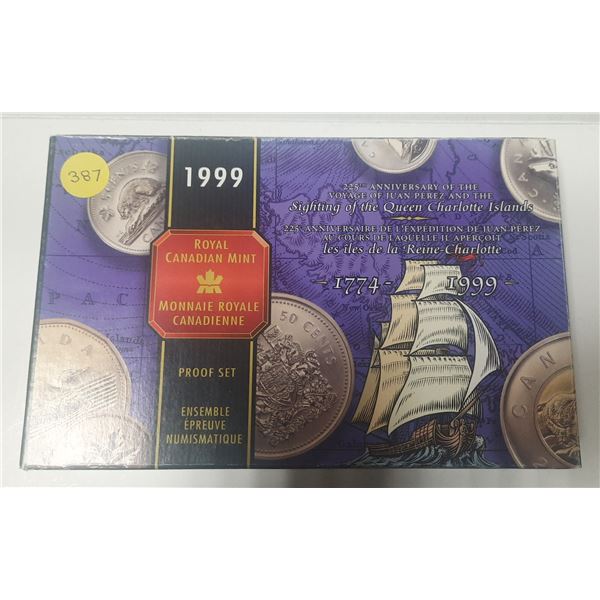 387
1999
ROYAL
CANADIAN MINT
MONNAIE ROYALE
CANADIENNE
PROOF SET
ENSEMBLE
ÉPREUVE
NUMISMATIQUE
225TH ANNIVERSARY OF THE
VOYAGE OF JUAN PEREZ AND THE
Sighting of the Queen Charlotte Islands
225E ANNIVERSAIRE DE L'EXPÉDITION DE JUAN PEREZ
AU COURS DE LAQUELLE IL APERÇOIT
les îles de la Reine-Charlotte
1774-
1999
50 CENTS
CANADA